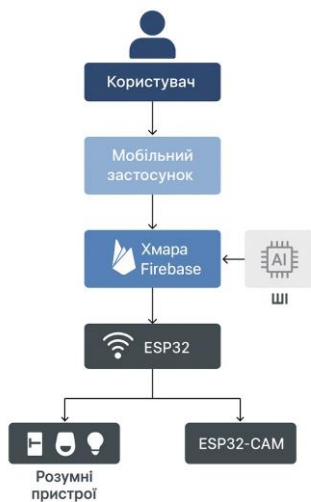 Користувач
Мобільний
застосунок
Хмара
Firebase
AI
ШІ
ESP32
ESP32-CAM
Розумні
пристрої